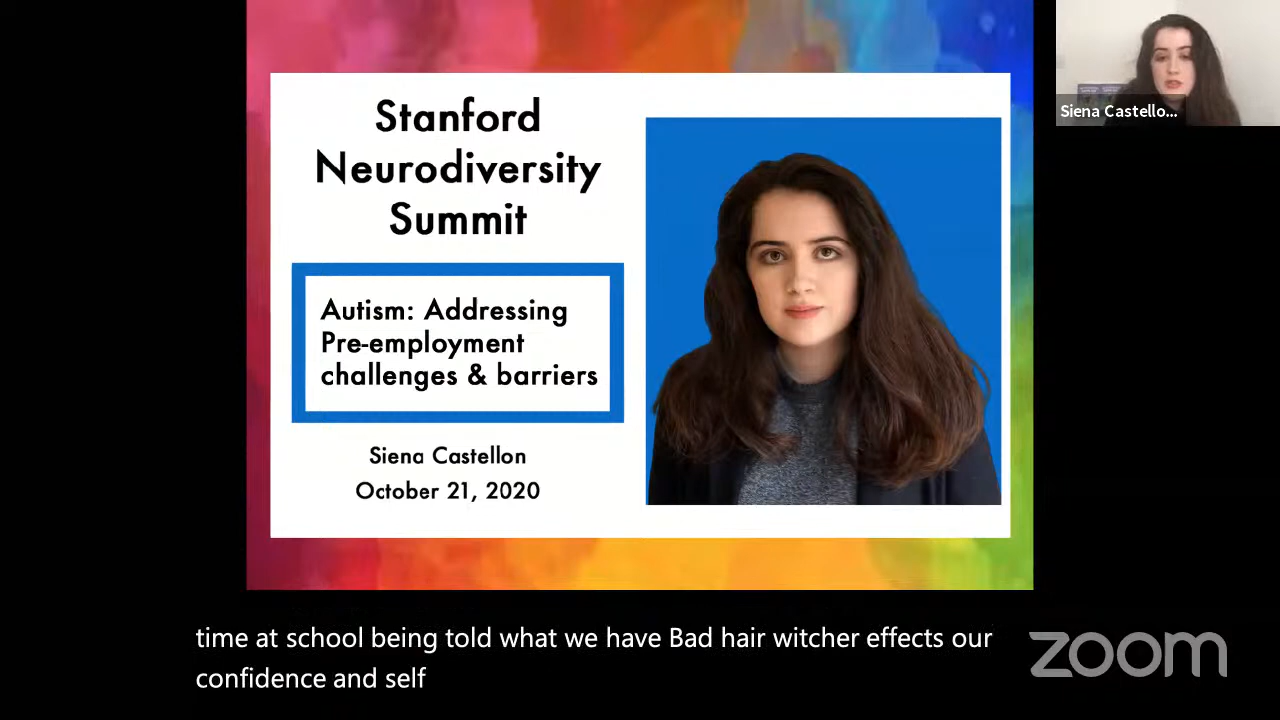 Stanford
Neurodiversity
Summit
Autism: Addressing
Pre-employment
challenges & barriers
Siena Castellon
October 21, 2020
Siena Castello...
time at school being told what we have Bad hair witcher effects our
confidence and self
zoom